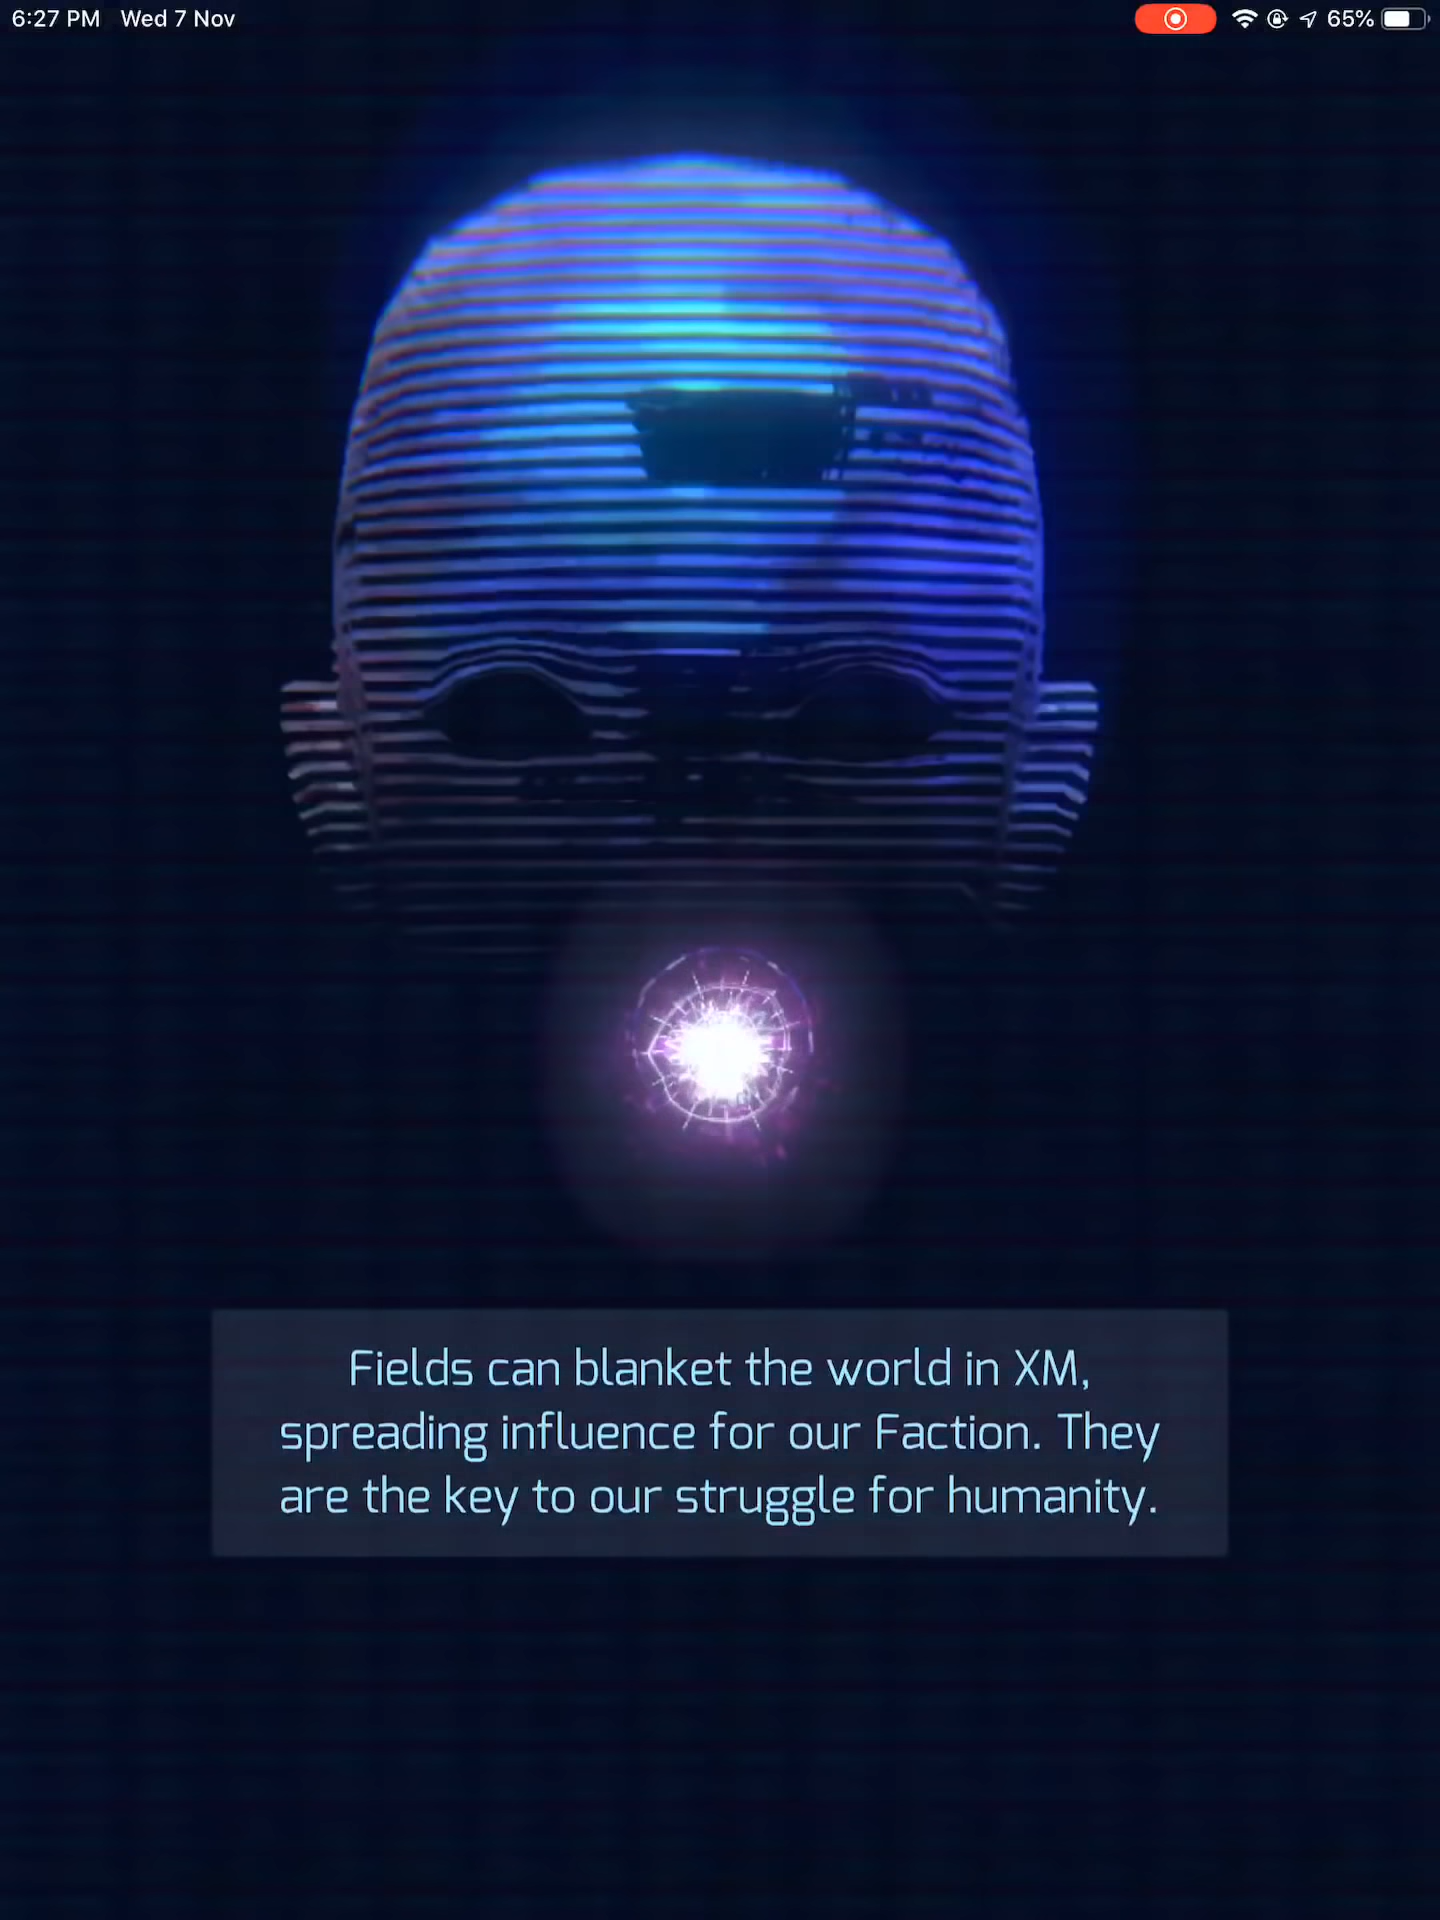 6:27 PM Wed 7 Nov 65%
Fields can blanket the world in XM,
spreading influence for our Faction. They
are the key to our struggle for humanity.